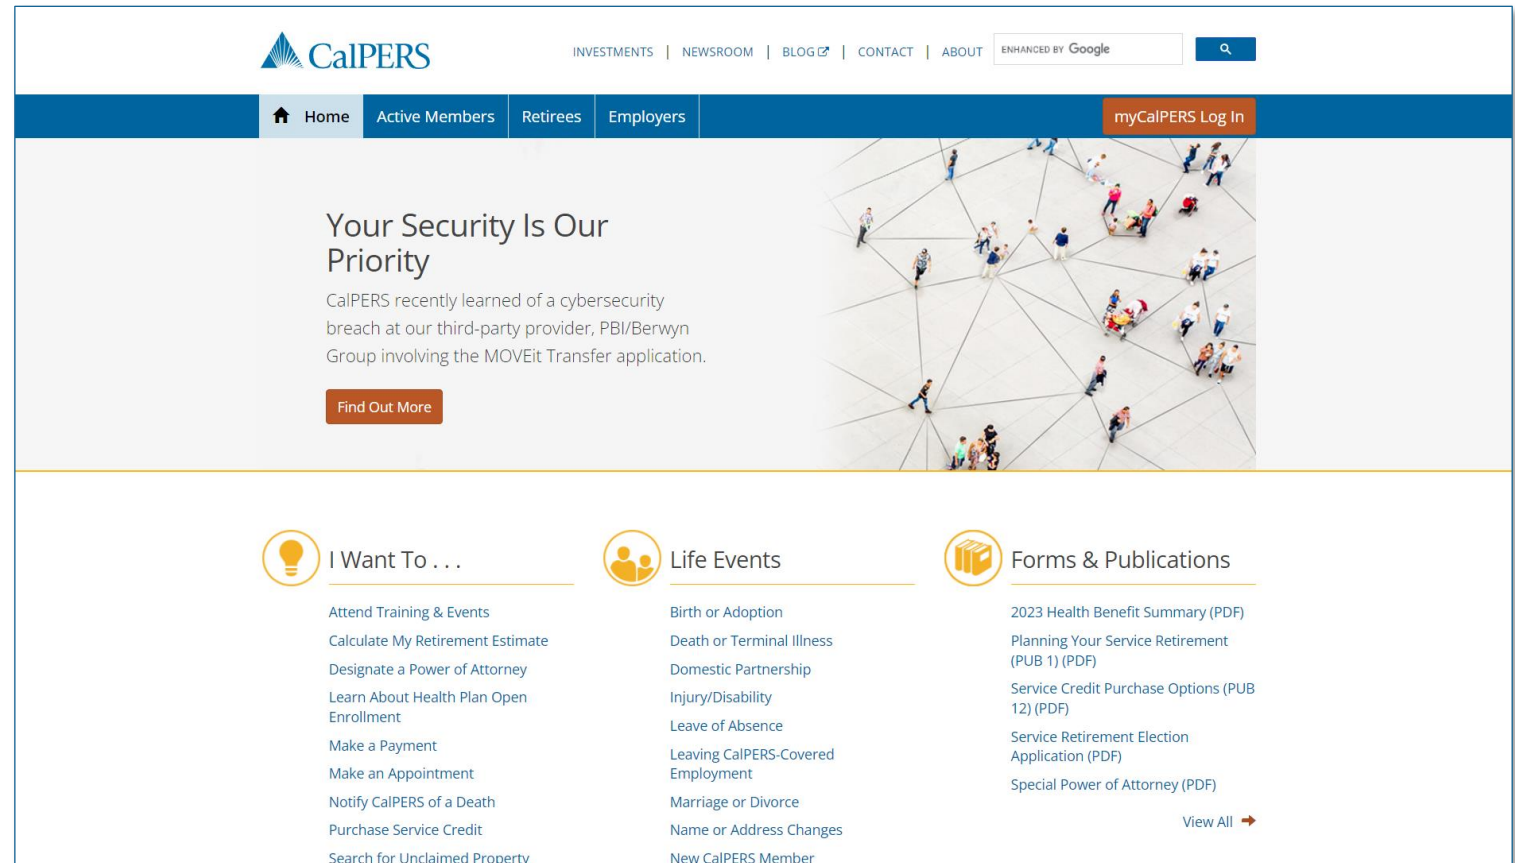 CalPERS
INVESTMENTS | NEWSROOM | BLOG | CONTACT | ABOUT
ENHANCED BY Google
Home
Active Members
Retirees
Employers
myCalPERS Log In
Your Security Is Our
Priority
CalPERS recently learned of a cybersecurity
breach at our third-party provider, PBI/Berwyn
Group involving the MOVEit Transfer application.
Find Out More
I Want To . . .
Attend Training & Events
Calculate My Retirement Estimate
Designate a Power of Attorney
Learn About Health Plan Open
Enrollment
Make a Payment
Make an Appointment
Notify CalPERS of a Death
Purchase Service Credit
Search for Unclaimed Property
Life Events
Birth or Adoption
Death or Terminal Illness
Domestic Partnership
Injury/Disability
Leave of Absence
Leaving CalPERS-Covered
Employment
Marriage or Divorce
Name or Address Changes
New CalPERS Member
Forms & Publications
2023 Health Benefit Summary (PDF)
Planning Your Service Retirement
(PUB 1) (PDF)
Service Credit Purchase Options (PUB
12) (PDF)
Service Retirement Election
Application (PDF)
Special Power of Attorney (PDF)
View All